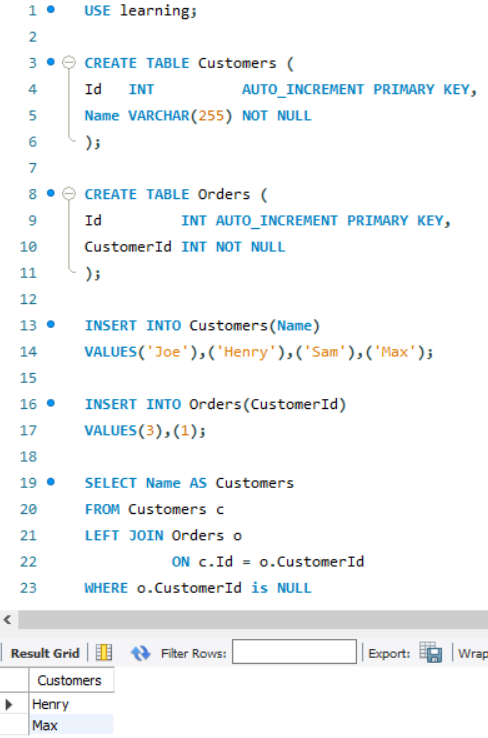 1 USE learning;
2
3 CREATE TABLE Customers (
4 Id INT AUTO_INCREMENT PRIMARY KEY,
5 Name VARCHAR(255) NOT NULL
6 );
7
8 CREATE TABLE Orders (
9 Id INT AUTO_INCREMENT PRIMARY KEY,
10 CustomerId INT NOT NULL
11 );
12
13 INSERT INTO Customers(Name)
14 VALUES('Joe'),('Henry'),('Sam'),('Max');
15
16 INSERT INTO Orders(CustomerId)
17 VALUES(3),(1);
18
19 SELECT Name AS Customers
20 FROM Customers c
21 LEFT JOIN Orders o
22 ON c.Id = o.CustomerId
23 WHERE o.CustomerId is NULL
Result Grid Filter Rows: Export: Wrap
Customers
Henry
Max